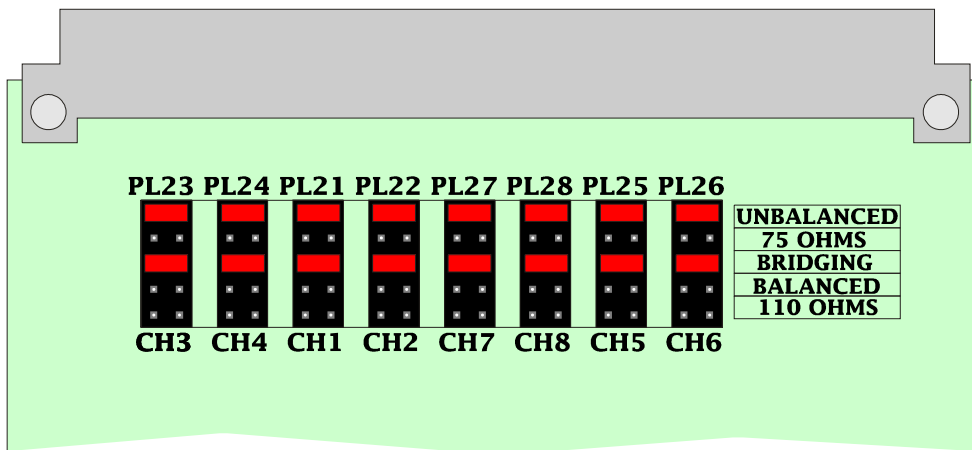 PL23 PL24 PL21 PL22 PL27 PL28 PL25 PL26
UNBALANCED
75 OHMS
BRIDGING
BALANCED
110 OHMS
CH3 CH4 CH1 CH2 CH7 CH8 CH5 CH6